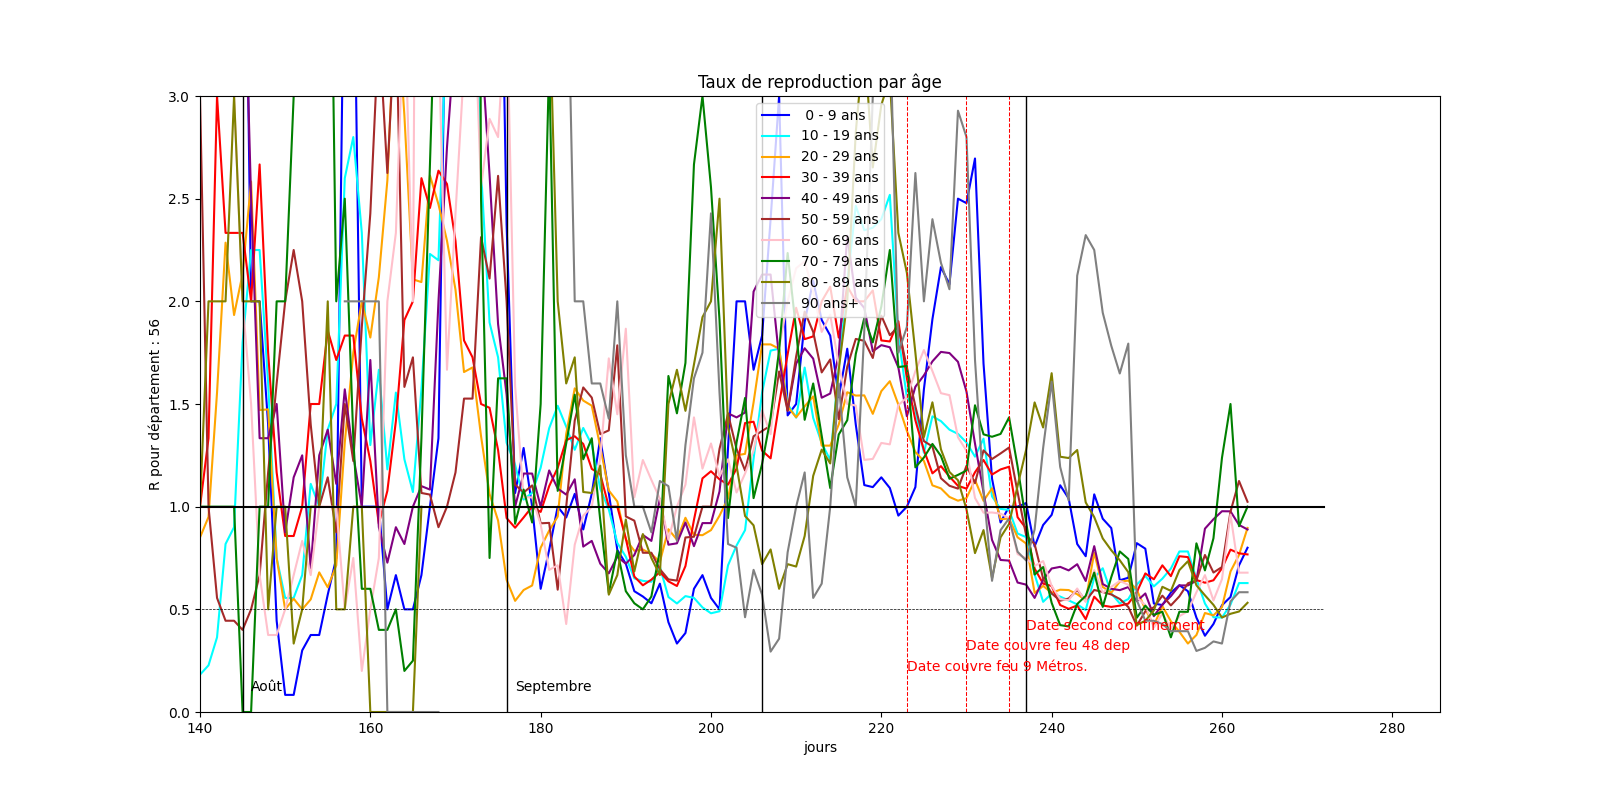 Taux de reproduction par âge
3.0
2.5
2.0
1.5
1.0
0.5
0.0
R pour département : 56
0 - 9 ans
10 - 19 ans
20 - 29 ans
30 - 39 ans
40 - 49 ans
50 - 59 ans
60 - 69 ans
70 - 79 ans
80 - 89 ans
90 ans+
Date second confinement
Date couvre feu 48 dep
Date couvre feu 9 Métros.
Août
Septembre
140
160
180
200
220
240
260
280
jours